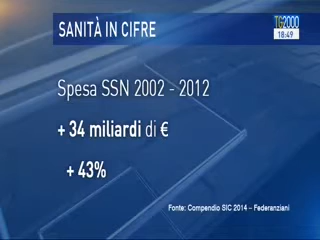 SANITÀ IN CIFRE
TG2000
18:49
Spesa SSN 2002 - 2012
+ 34 miliardi di €
+ 43%
Fonte: Compendio SIC 2014 – Federanziani